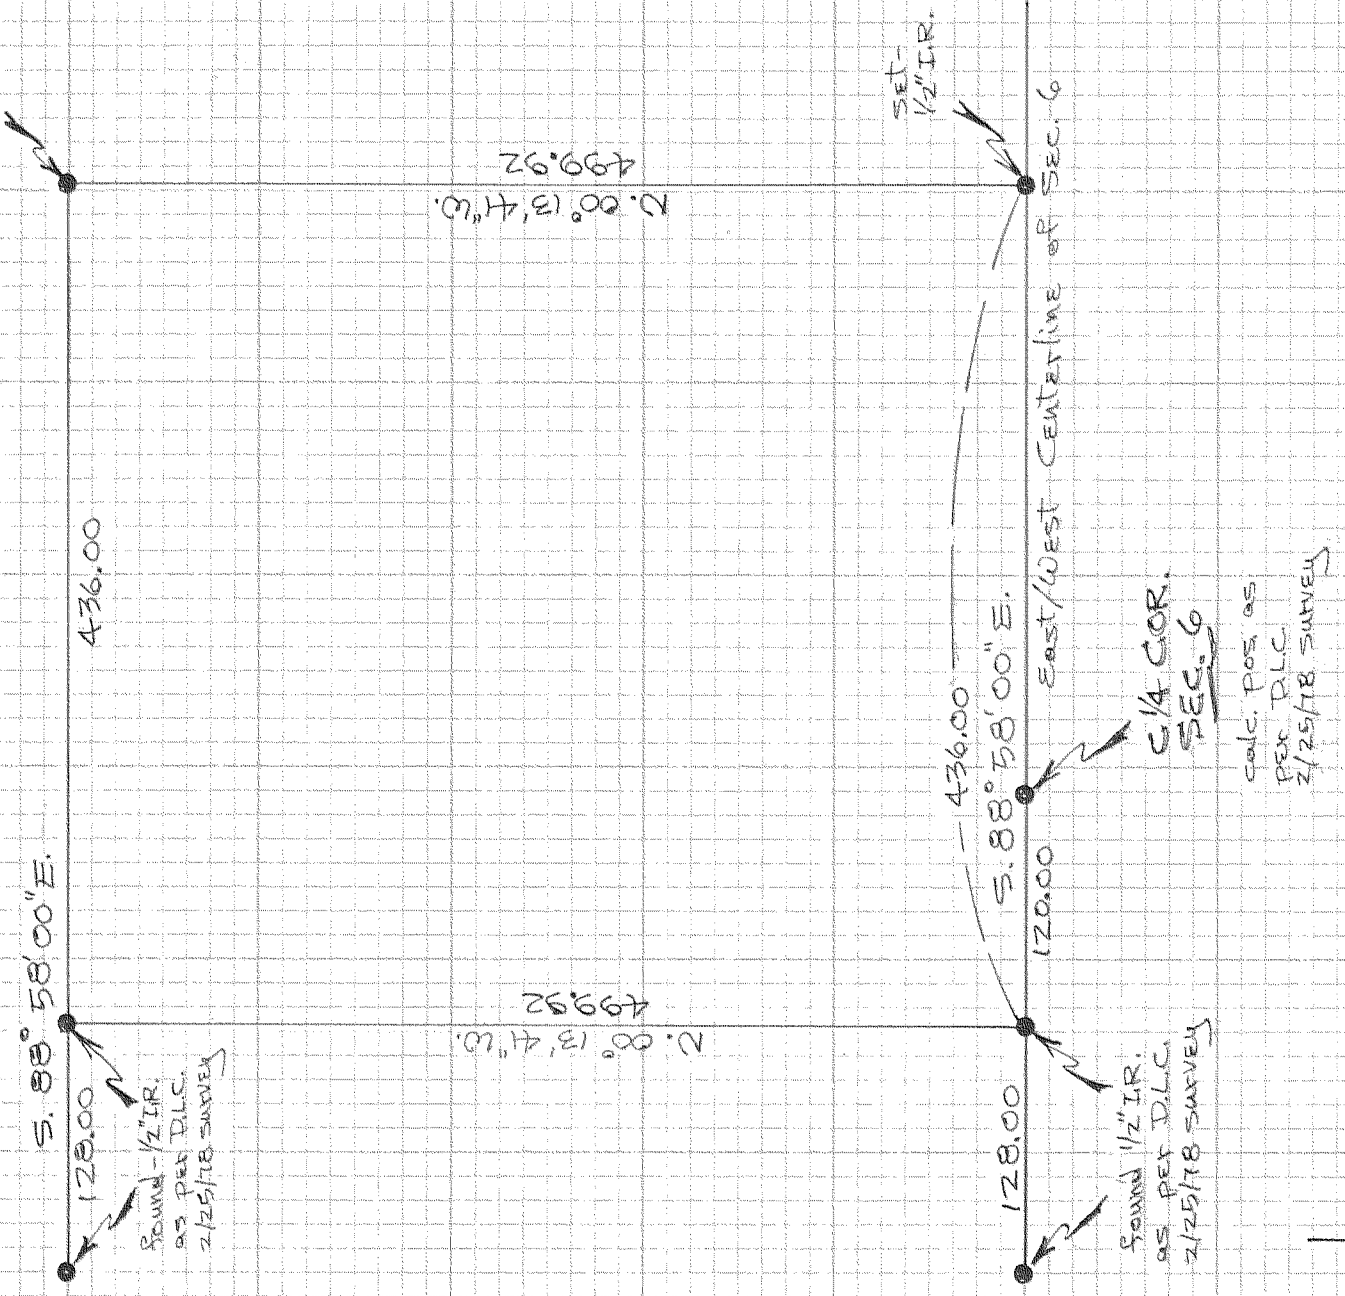 S. 88° 58' 00" E.
128.00
436.00
found - 1/2" I.R.
as per D.L.C.
2/25/78 survey
499.92
N. 00° 13' 41" W.
499.92
N. 00° 13' 41" W.
Set -
1/2" I.R.
436.00
S. 88° 58' 00" E.
128.00
120.00
East/West Centerline of Sec. 6
found 1/2" I.R.
as per D.L.C.
2/25/78 survey
C 1/4 COR.
SEC. 6
calc. pos. as
per D.L.C.
2/25/78 survey